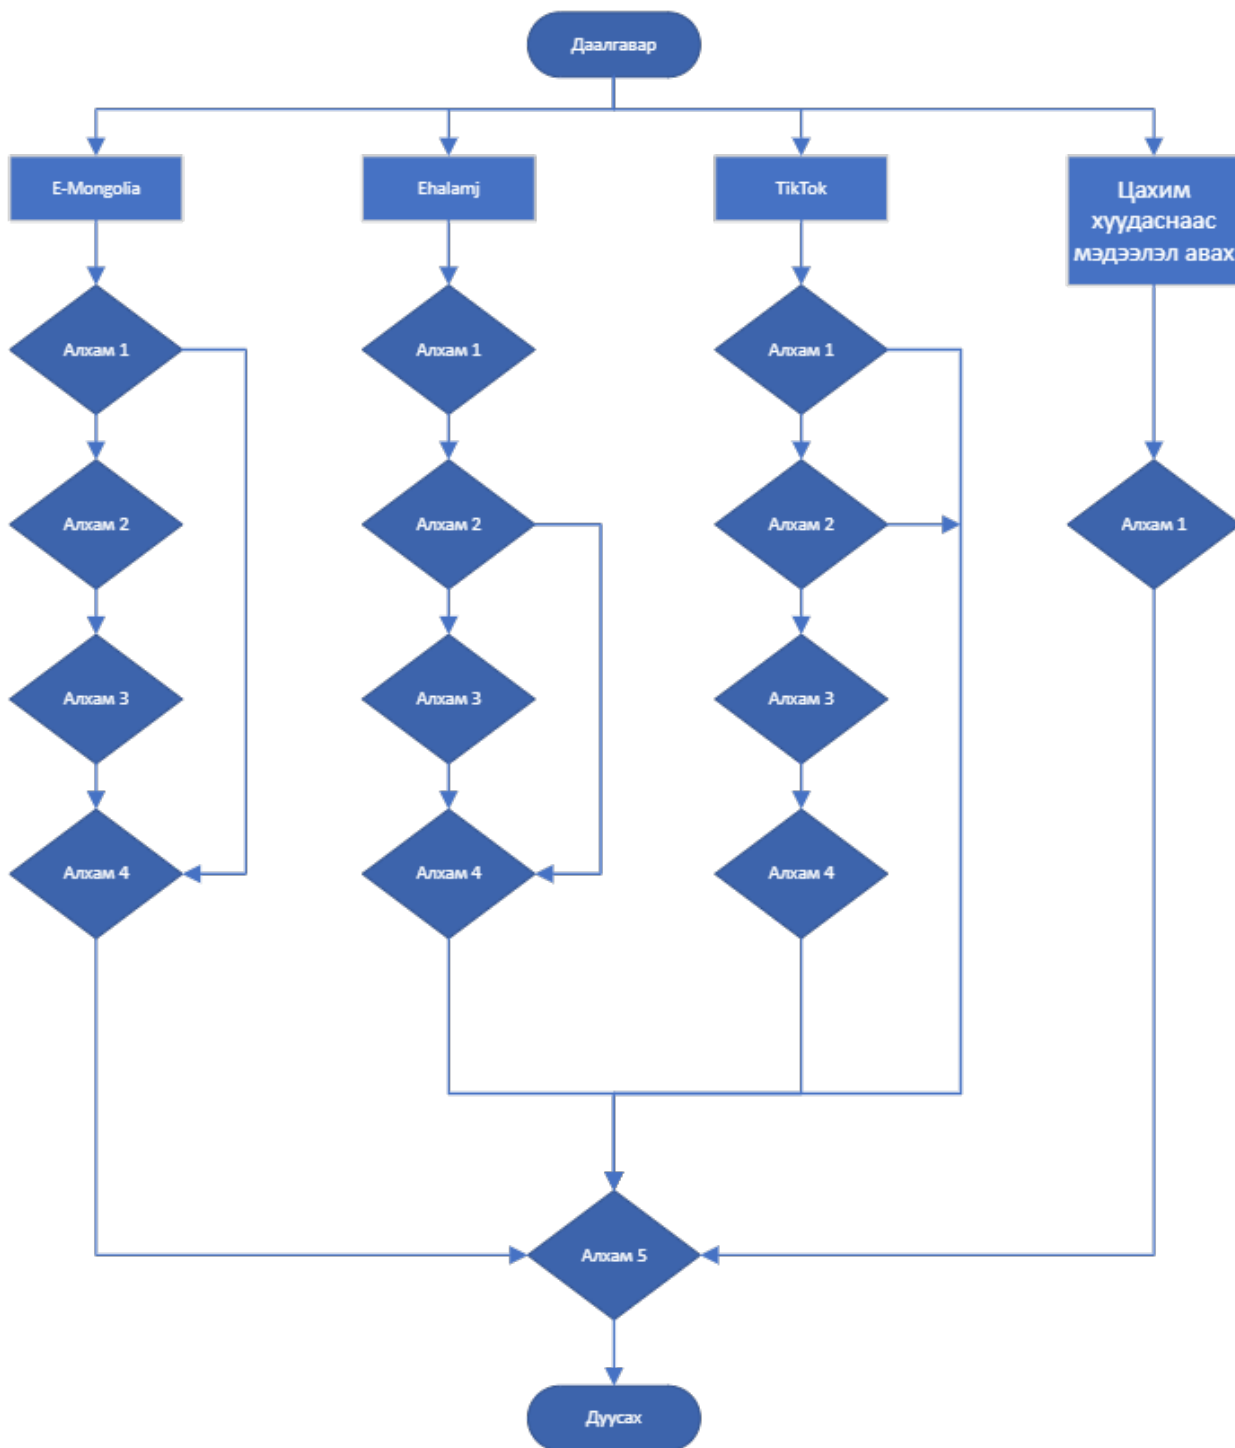 Даалгавар
E-Mongolia
Ehalamj
TikTok
Цахим
хуудаснаас
мэдээлэл авах
Алхам 1
Алхам 1
Алхам 1
Алхам 2
Алхам 2
Алхам 2
Алхам 1
Алхам 3
Алхам 3
Алхам 3
Алхам 4
Алхам 4
Алхам 4
Алхам 5
Дуусах